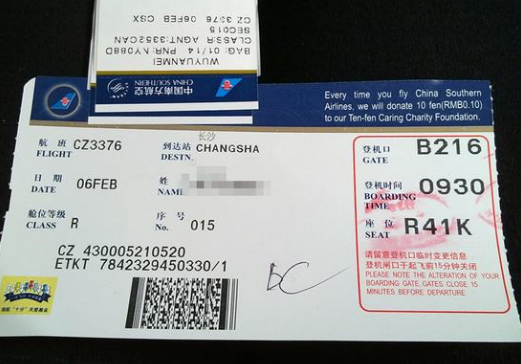 CZ 3376 06FEB CSX
SEC015
CLASS:R AGNT:3352CAN
BAG: 01/14 PNR: NY088D
WUYUANMEI
中国南方航空
CHINA SOUTHERN
Every time you fly China Southern
Airlines, we will donate 10 fen(RMB0.10)
to our Ten-fen Caring Charity Foundation.
航 班 CZ3376
FLIGHT
长沙
到达站 CHANGSHA
DESTN.
日 期 06FEB
DATE
姓
NAME
舱位等级 R
CLASS
序 号 015
No.
CZ 430005210520
ETKT 7842329450330/1
BC
登机口 B216
GATE
登机时间 0930
BOARDING
TIME
座 位 R41K
SEAT
请留意登机口临时变更信息
登机闸口于起飞前15分钟关闭
PLEASE NOTE THE ALTERATION OF
YOUR BOARDING GATE, GATES CLOSE 15
MINUTES BEFORE DEPARTURE